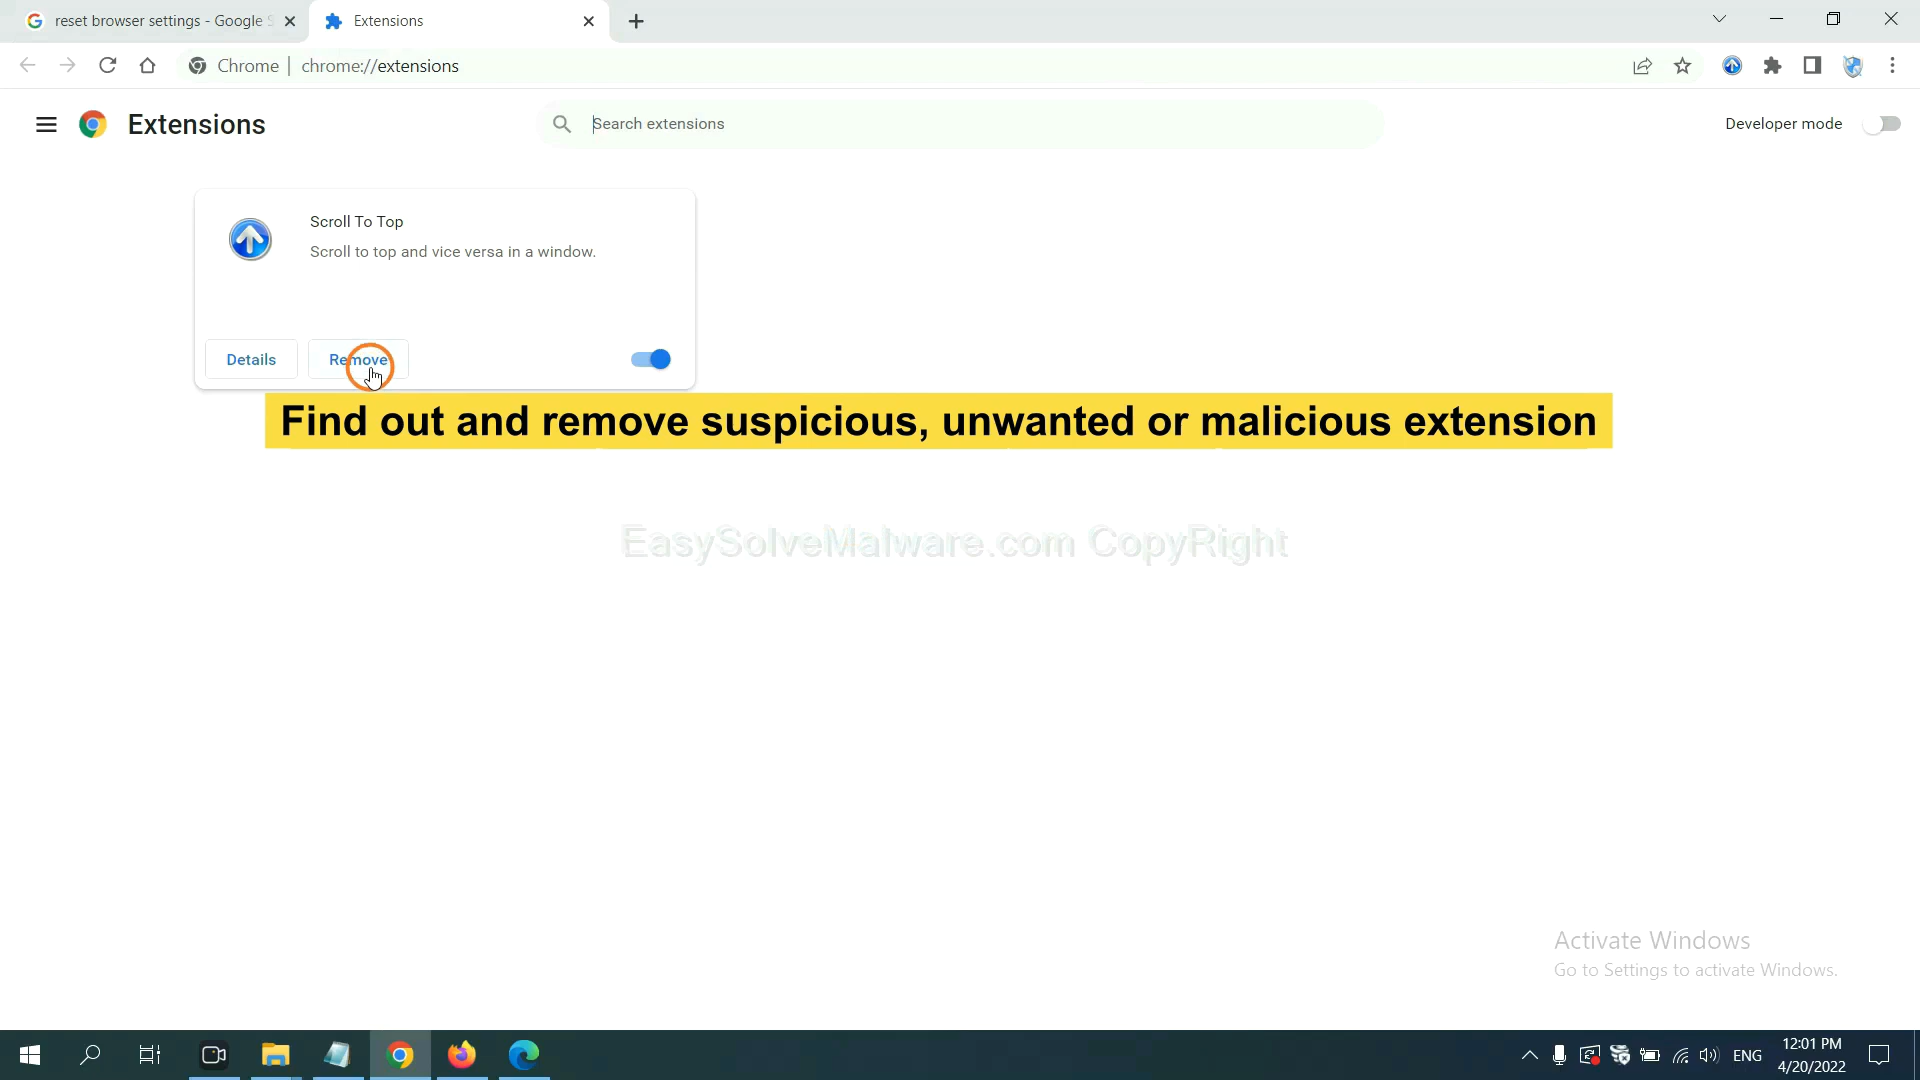 reset browser settings - Google S
Extensions
Chrome
chrome://extensions
Extensions
Search extensions
Developer mode
Scroll To Top
Scroll to top and vice versa in a window.
Details
Remove
Find out and remove suspicious, unwanted or malicious extension
EasySolveMalware.com CopyRight
Activate Windows
Go to Settings to activate Windows.
ENG
12:01 PM
4/20/2022